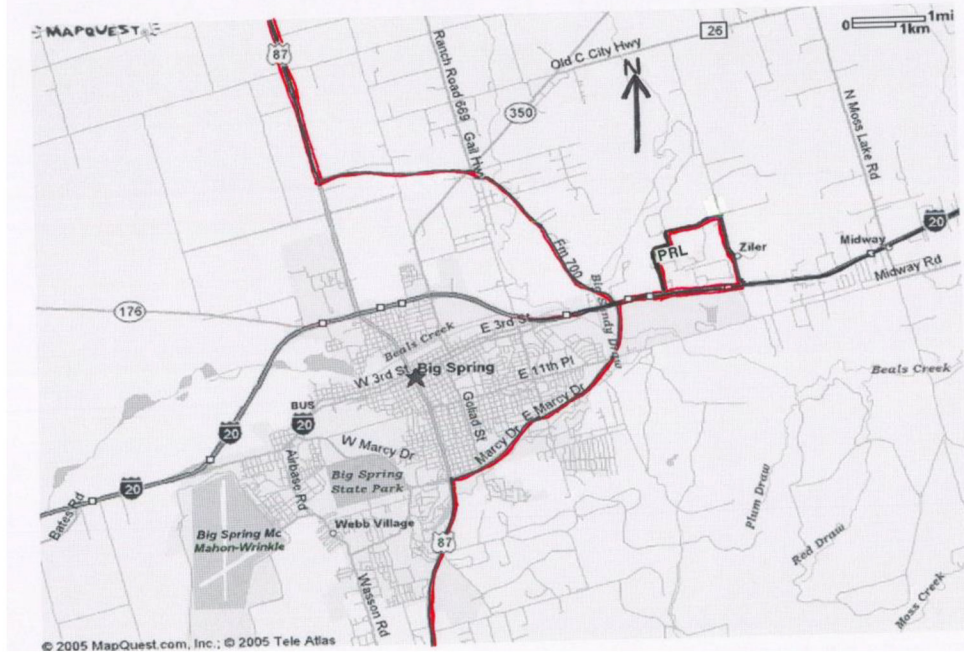 MAPQUEST
87
Ranch Road 669
Gail Hwy
Old C City Hwy
26
1mi
0
1km
N
350
N Moss Lake Rd
Fm 700
PRL
Ziler
Midway
20
Midway Rd
Big Sandy Draw
176
Beals Creek
E 3rd St
W 3rd St
Big Spring
E 11th Pl
Beals Creek
Goliad St
E Marcy Dr
Marcy Dr
BUS
20
20
W Marcy Dr
Airbase Rd
Big Spring
State Park
20
Bates Rd
Plum Draw
Webb Village
Big Spring Mc
Mahon-Wrinkle
87
Red Draw
Wasson Rd
Moss Creek
© 2005 MapQuest.com, Inc.; © 2005 Tele Atlas